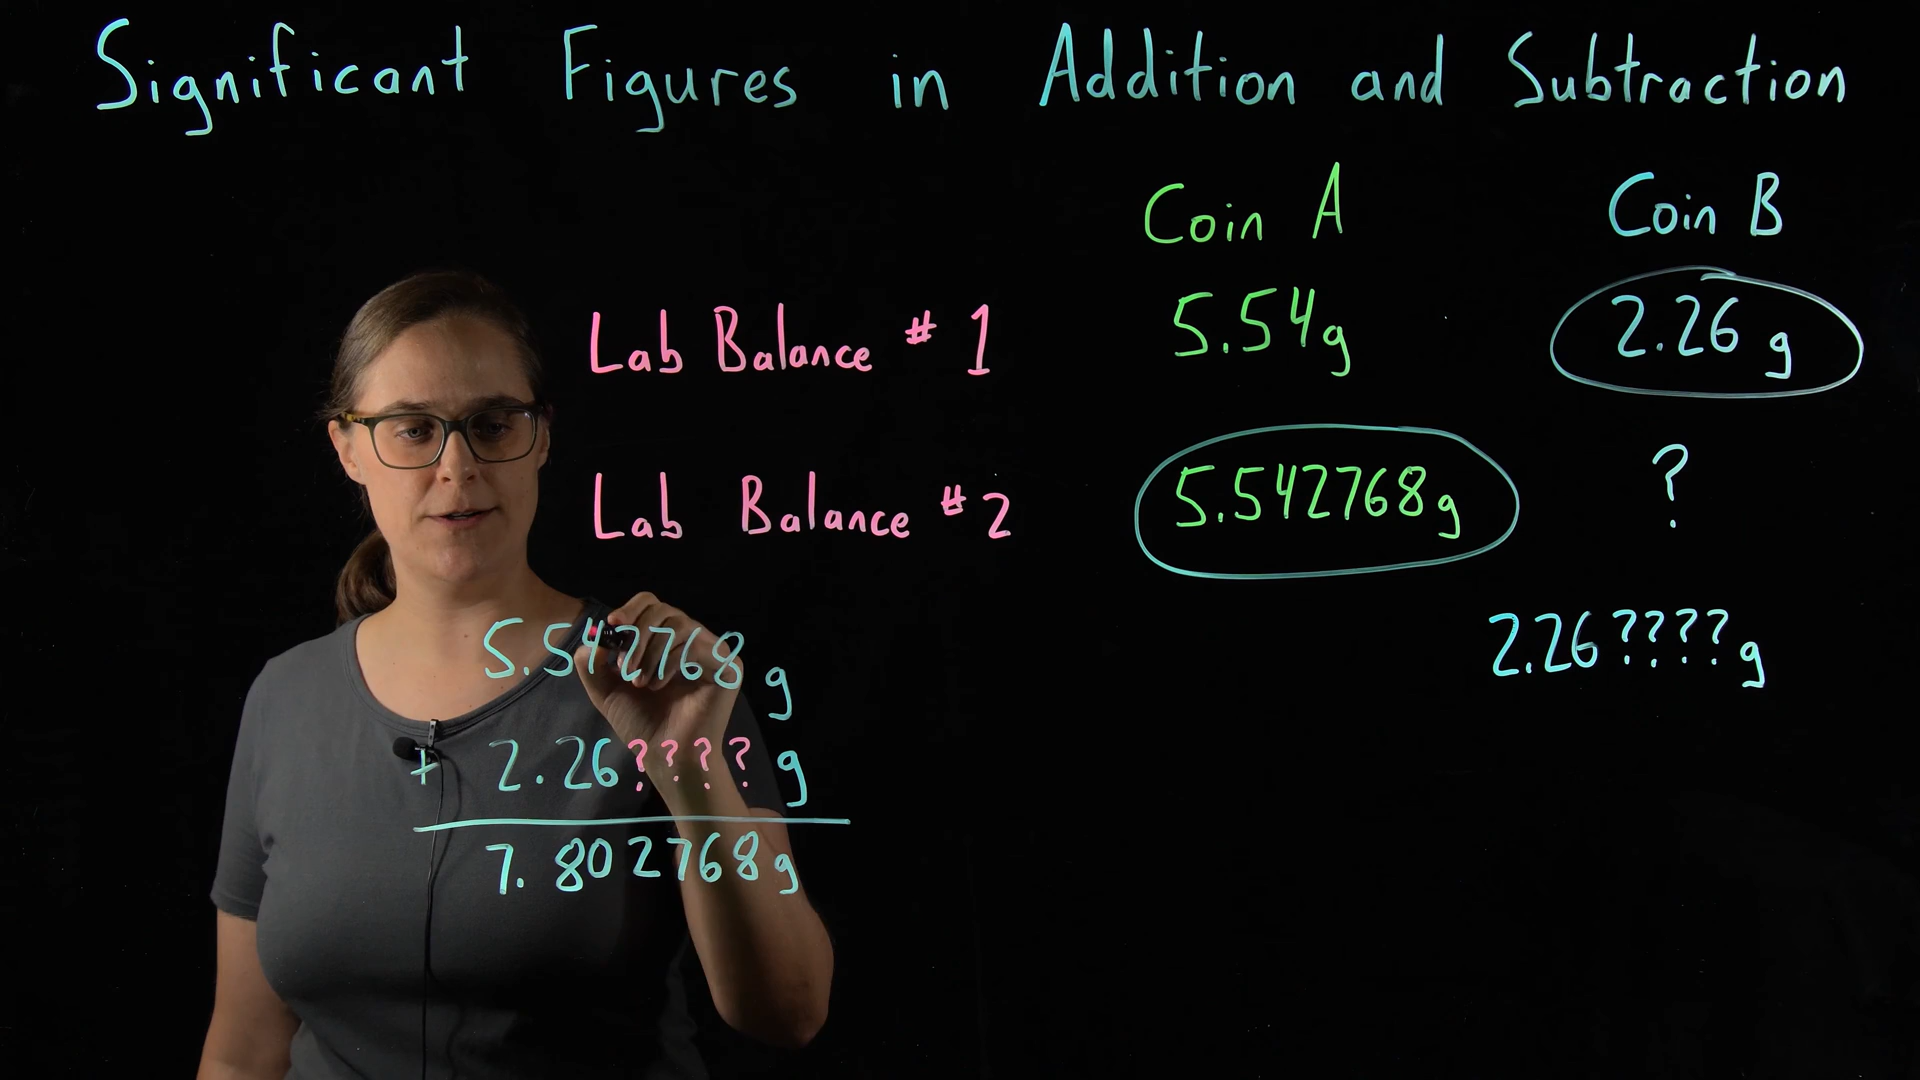 Significant Figures in Addition and Subtraction
Coin A Coin B
Lab Balance # 1 5.54g 2.26 g
Lab Balance #2 5.542768g ?
2.26????g
5.542768 g
+ 2.26???? g
7.802768g